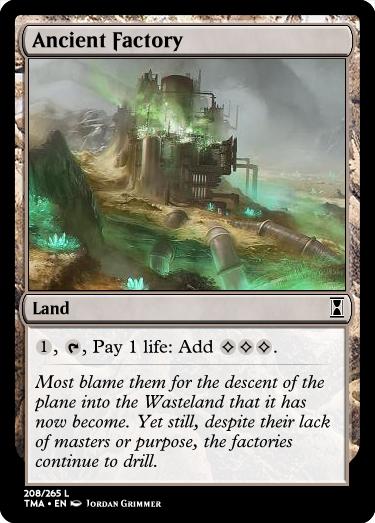 Ancient Factory
Land
1, T, Pay 1 life: Add ◇◇◇.
Most blame them for the descent of the
plane into the Wasteland that it has
now become. Yet still, despite their lack
of masters or purpose, the factories
continue to drill.
208/265 L
TMA • EN Jordan Grimmer